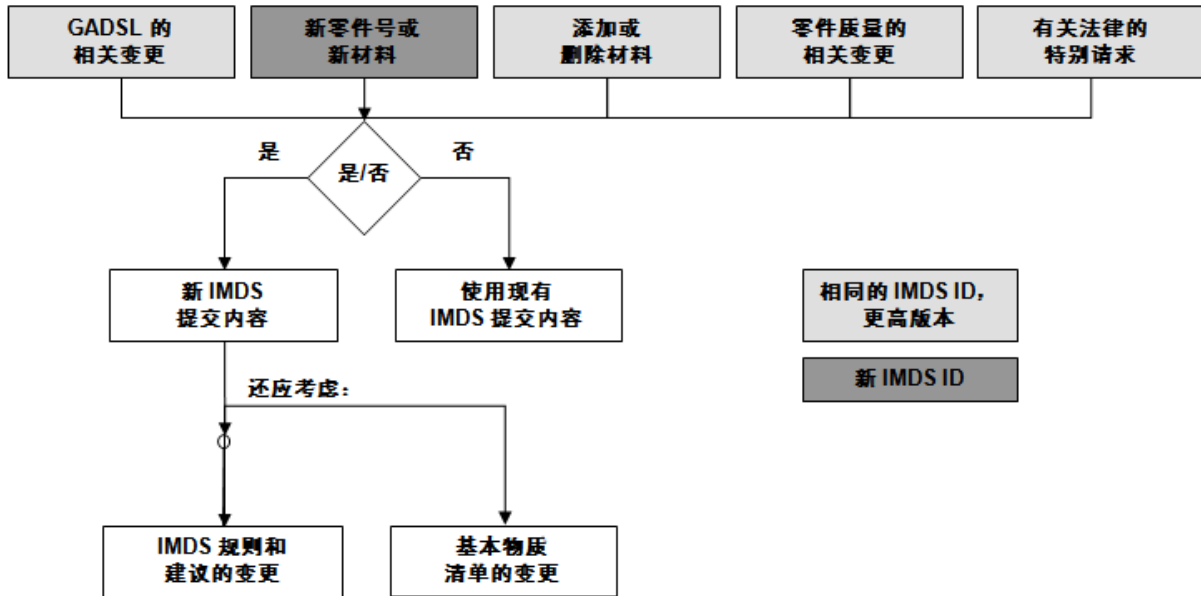 GADSL 的
相关变更
新零件号或
新材料
添加或
删除材料
零件质量的
相关变更
有关法律的
特别请求
是
是/否
否
新 IMDS
提交内容
使用现有
IMDS 提交内容
相同的 IMDS ID，
更高版本
新 IMDS ID
还应考虑：
IMDS 规则和
建议的变更
基本物质
清单的变更